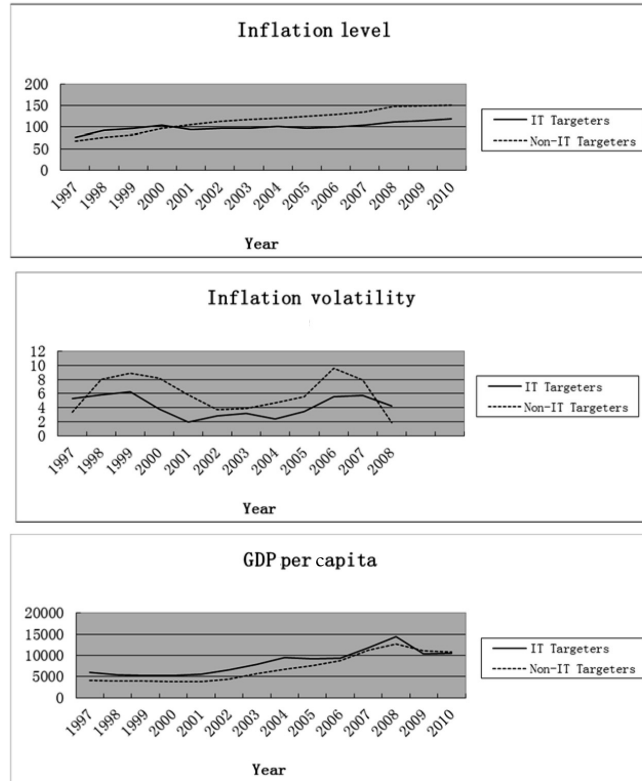 Inflation level
200
150
100
50
0
1997 1998 1999 2000 2001 2002 2003 2004 2005 2006 2007 2008 2009 2010
Year
IT Targeters
Non-IT Targeters
Inflation volatility
12
10
8
6
4
2
0
1997 1998 1999 2000 2001 2002 2003 2004 2005 2006 2007 2008
Year
IT Targeters
Non-IT Targeters
GDP per capita
20000
15000
10000
5000
0
1997 1998 1999 2000 2001 2002 2003 2004 2005 2006 2007 2008 2009 2010
Year
IT Targeters
Non-IT Targeters